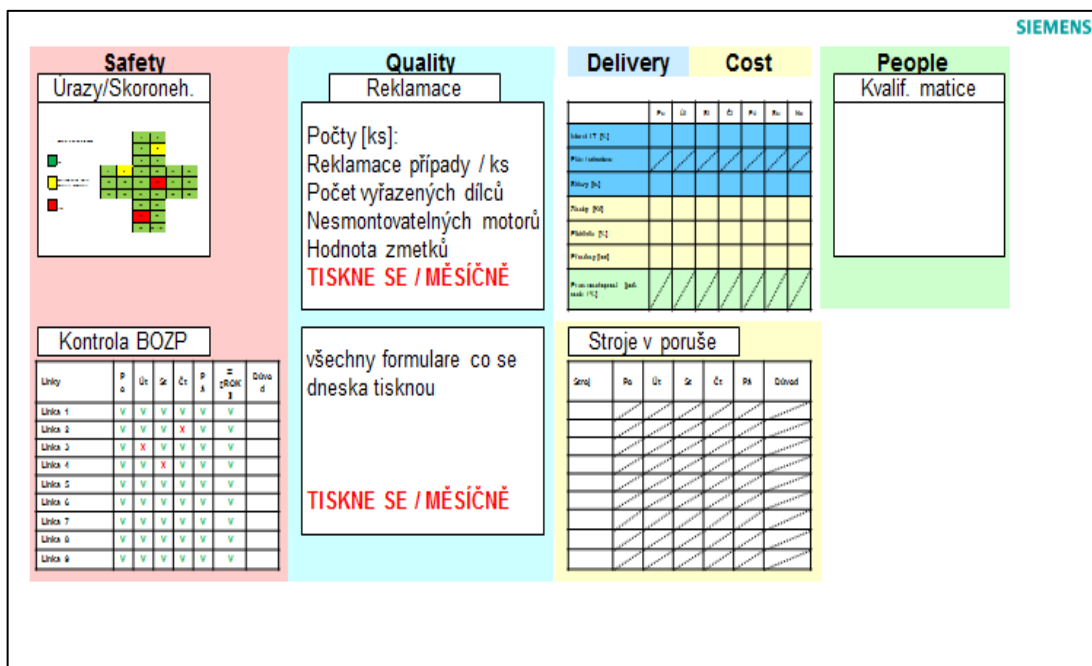 SIEMENS
Safety
Úrazy/Skoroneh.
Quality
Reklamace
Počty [ks]:
Reklamace případy / ks
Počet vyřazených dílců
Nesmontovatelných motorů
Hodnota zmetků
TISKNE SE / MĚSÍČNĚ
Delivery Cost
People
Kvalif. matice
Kontrola BOZP
Linky Po Út St Čt Pá
Linka 1 V V V V V V
Linka 2 V V V X V V
Linka 3 V X V V V V
Linka 4 V V X V V V
Linka 5 V V V V V V
Linka 6 V V V V V V
Linka 7 V V V V V V
Linka 8 V V V V V V
Linka 9 V V V V V V
všechny formulare co se
dneska tisknou
TISKNE SE / MĚSÍČNĚ
Stroje v poruše
Stroj Po Út St Čt Pá Důvod